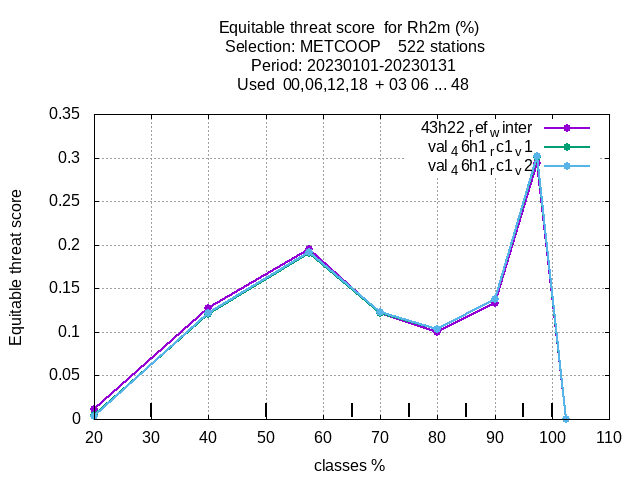 Equitable threat score  for Rh2m (%)
Selection: METCOOP    522 stations
Period: 20230101-20230131
Used  00,06,12,18  + 03 06 ... 48
43h22_ref_winter
val_46h1_rc1_v1
val_46h1_rc1_v2
Equitable threat score
0.35
0.3
0.25
0.2
0.15
0.1
0.05
0
20 30 40 50 60 70 80 90 100 110
classes %